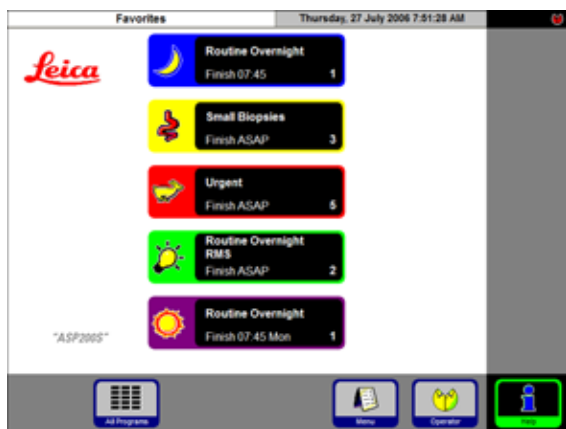 Favorites
Thursday, 27 July 2006 7:51:28 AM
Leica
Routine Overnight
Finish 07:45 1
Small Biopsies
Finish ASAP 3
Urgent
Finish ASAP 5
Routine Overnight
RMS
Finish ASAP 2
Routine Overnight
Finish 07:45 Mon 1
"ASP200S"
All Programs
Menu
Operator
Help